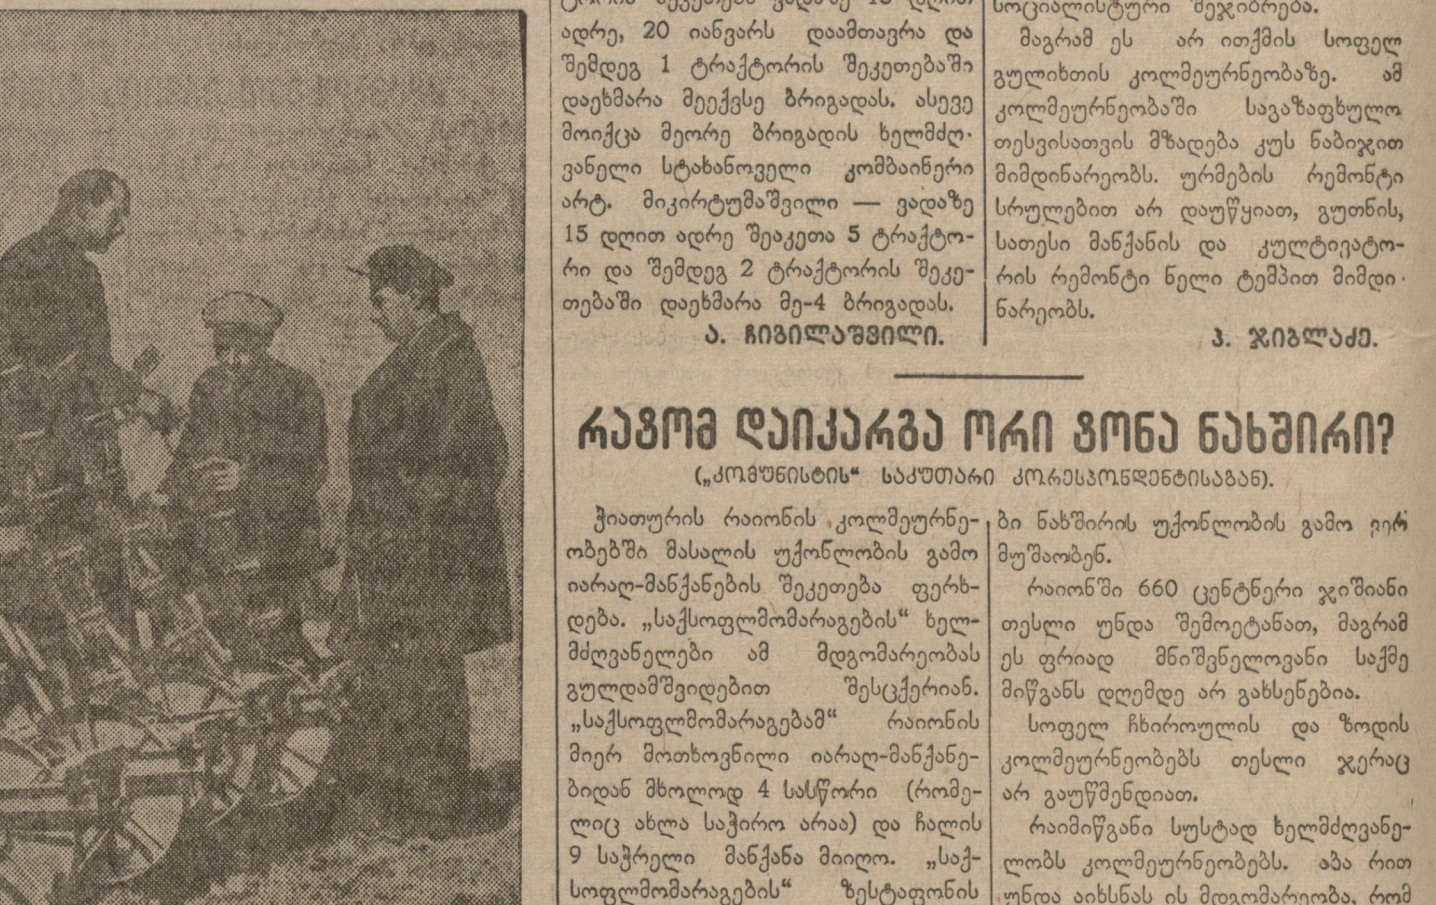 ადრე, 20 იანვარს დაამთავრა და
შემდეგ 1 ტრაქტორის შეკეთებაში
დაეხმარა მეექვსე ბრიგადას. ასევე
მოიქცა მეორე ბრიგადის ხელმძღ-
ვანელი სტახანოველი კომბაინერი
არტ. მიკირტუმაშვილი — ვადაზე
15 დღით ადრე შეაკეთა 5 ტრაქტო-
რი და შემდეგ 2 ტრაქტორის შეკე-
თებაში დაეხმარა მე-4 ბრიგადას.
ა. ჩიგილაშვილი.
სოციალისტური შეჯიბრება.
მაგრამ ეს არ ითქმის სოფელ
გულიხთის კოლმეურნეობაზე. ამ
კოლმეურნეობაში საგაზაფხულო
თესვისათვის მზადება კუს ნაბიჯით
მიმდინარეობს. ურმების რემონტი
სრულებით არ დაუწყიათ, გუთნის,
სათესი მანქანის და კულტივატო-
რის რემონტი ნელი ტემპით მიმდი-
ნარეობს.
პ. ჯიბლაძე.
რატომ დაიკარგა ორი ტონა ნახშირი?
(„კომუნისტის“ საკუთარი კორესპონდენტისაგან).
ჭიათურის რაიონის კოლმეურნე-
ობებში მასალის უქონლობის გამო
იარაღ-მანქანების შეკეთება ფერხ-
დება. „საქსოფლმომარაგების“ ხელ-
მძღვანელები ამ მდგომარეობას
გულდამშვიდებით შესცქერიან.
„საქსოფლმომარაგებამ“ რაიონის
მიერ მოთხოვნილი იარაღ-მანქანე-
ბიდან მხოლოდ 4 სასწორი (რომე-
ლიც ახლა საჭირო არაა) და ჩალის
9 საჭრელი მანქანა მიიღო. „საქ-
სოფლმომარაგების“ ზესტაფონის
ბი ნახშირის უქონლობის გამო ვერ
მუშაობენ.
რაიონში 660 ცენტნერი ჯიშიანი
თესლი უნდა შემოეტანათ, მაგრამ
ეს ფრიად მნიშვნელოვანი საქმე
მიწგანს დღემდე არ გახსენებია.
სოფელ ჩხიროულის და ზოდის
კოლმეურნეობებს თესლი ჯერაც
არ გაუწმენდიათ.
რაიმიწგანი სუსტად ხელმძღვანე-
ლობს კოლმეურნეობებს. აბა რით
უნდა აიხსნას ის მდგომარეობა, რომ